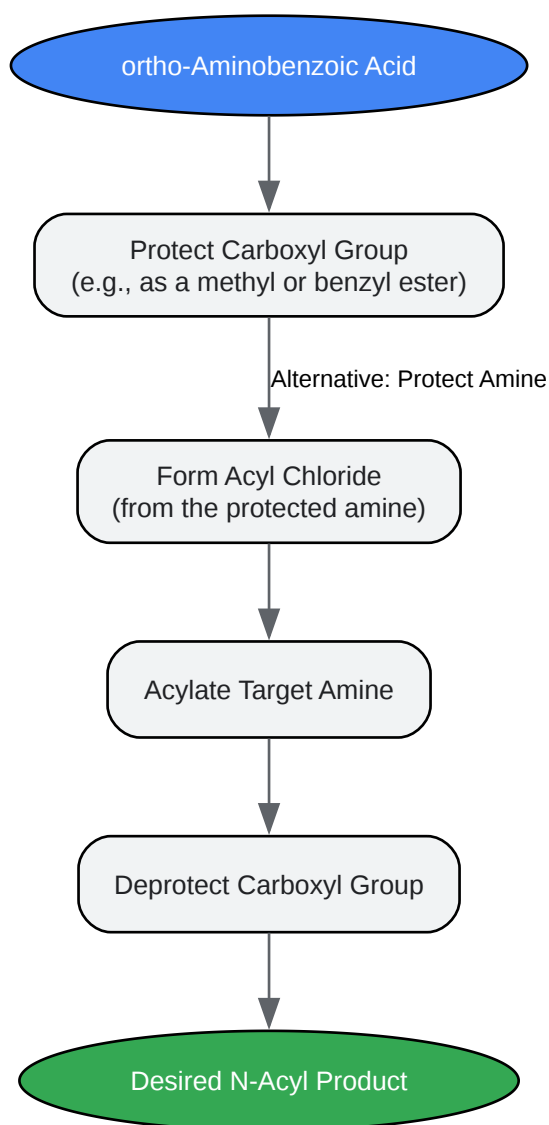 ortho-Aminobenzoic Acid
Protect Carboxyl Group
(e.g., as a methyl or benzyl ester)
Alternative: Protect Amine
Form Acyl Chloride
(from the protected amine)
Acylate Target Amine
Deprotect Carboxyl Group
Desired N-Acyl Product